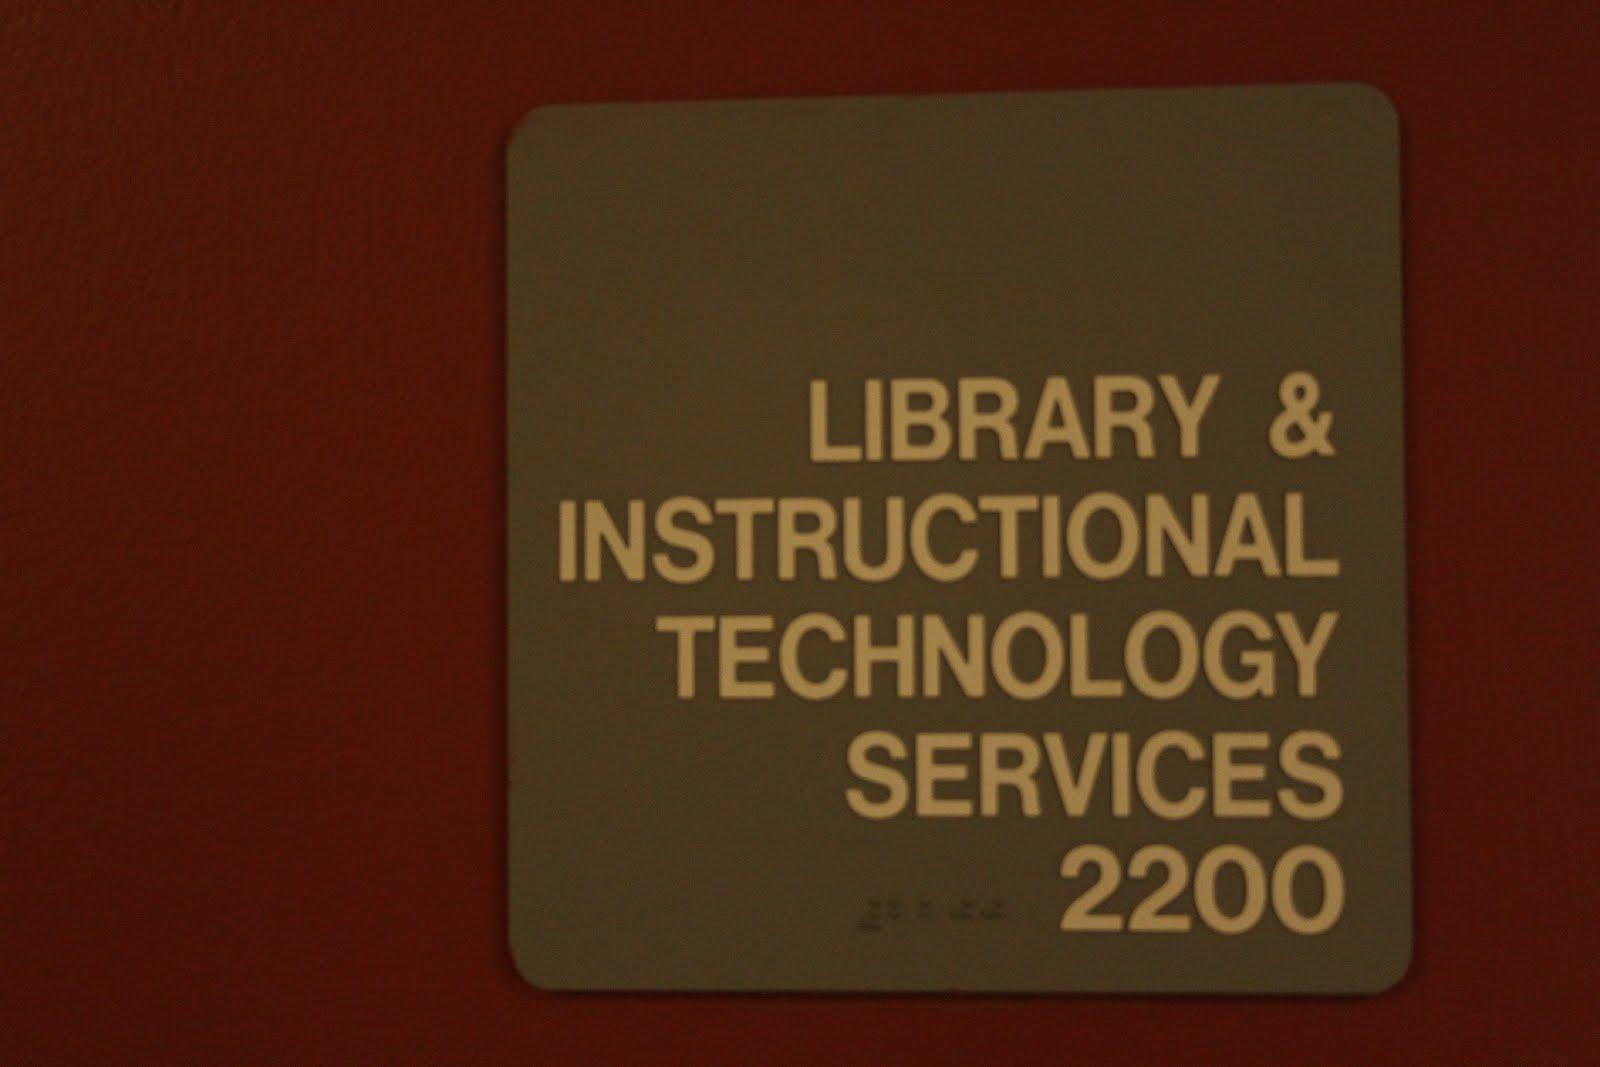 LIBRARY &
INSTRUCTIONAL
TECHNOLOGY
SERVICES
2200